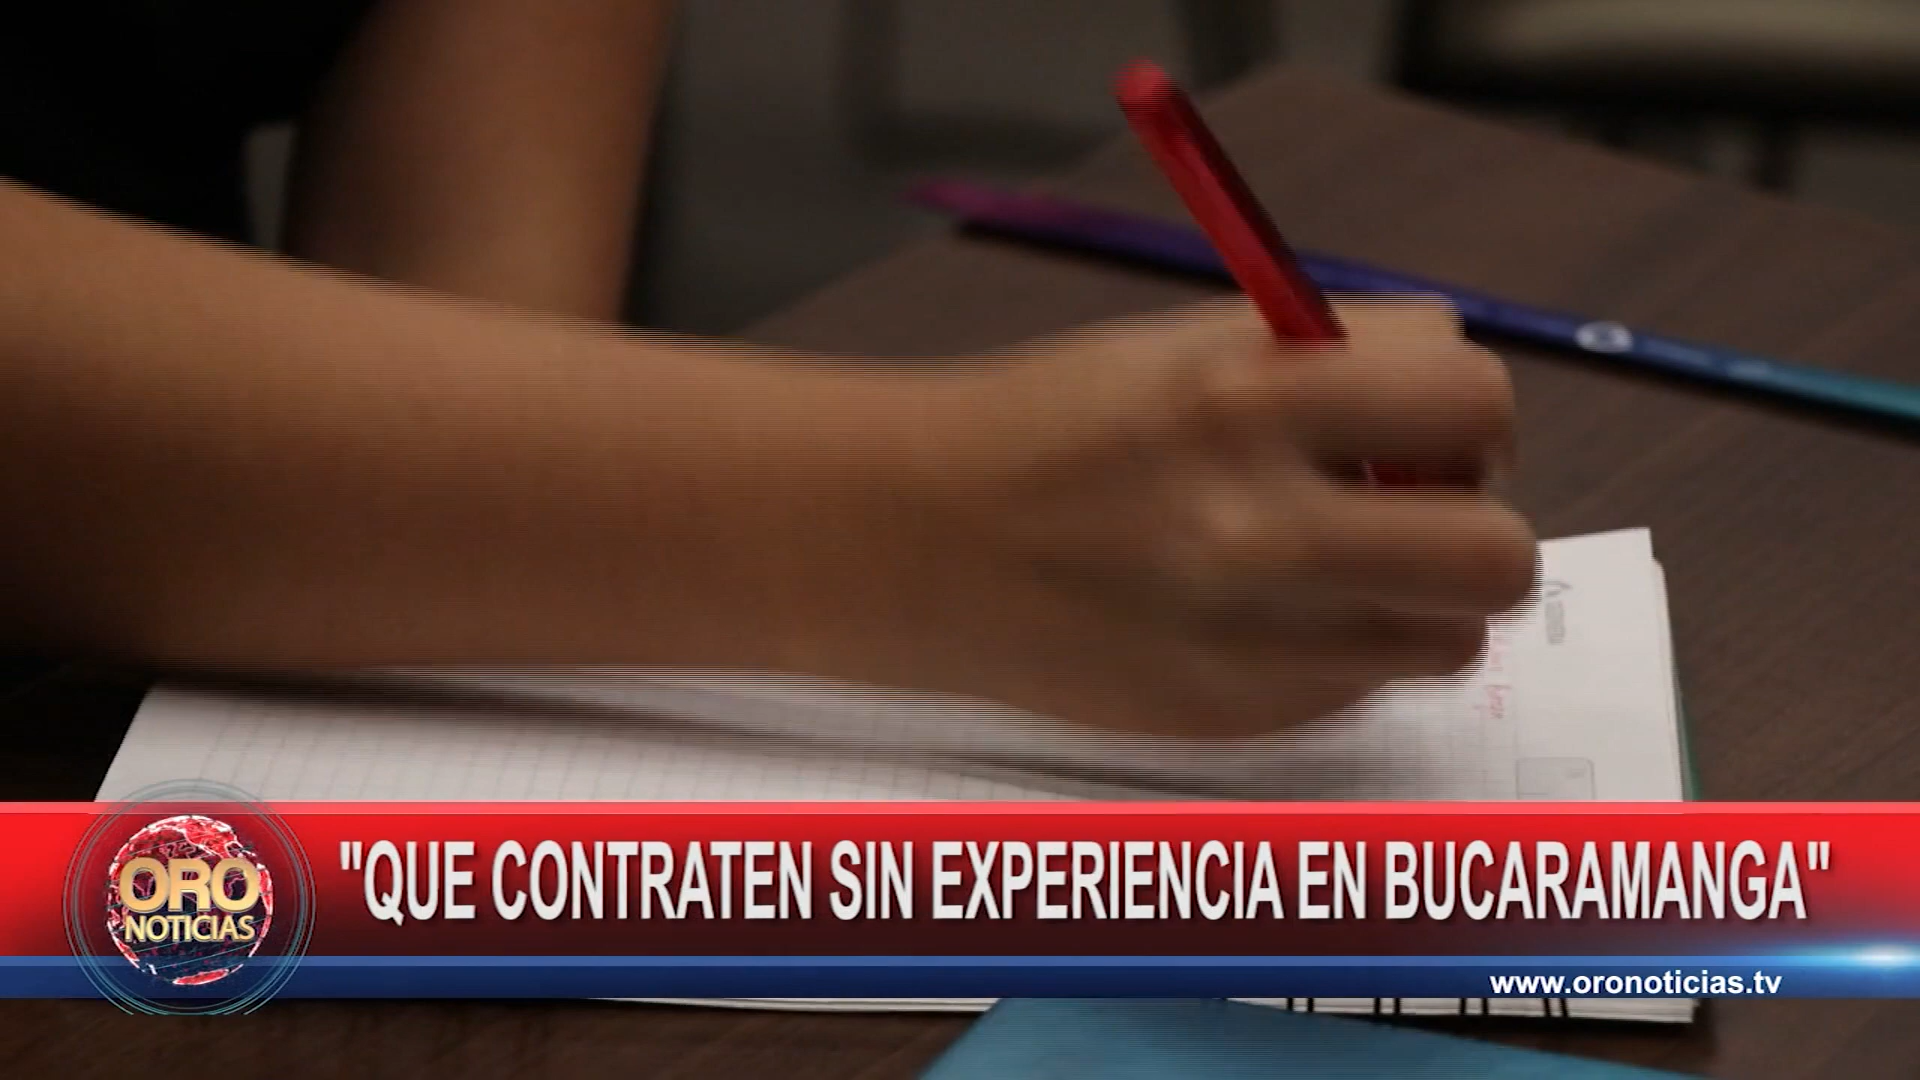 "QUE CONTRATEN SIN EXPERIENCIA EN BUCARAMANGA"
ORO
NOTICIAS
www.oronoticias.tv